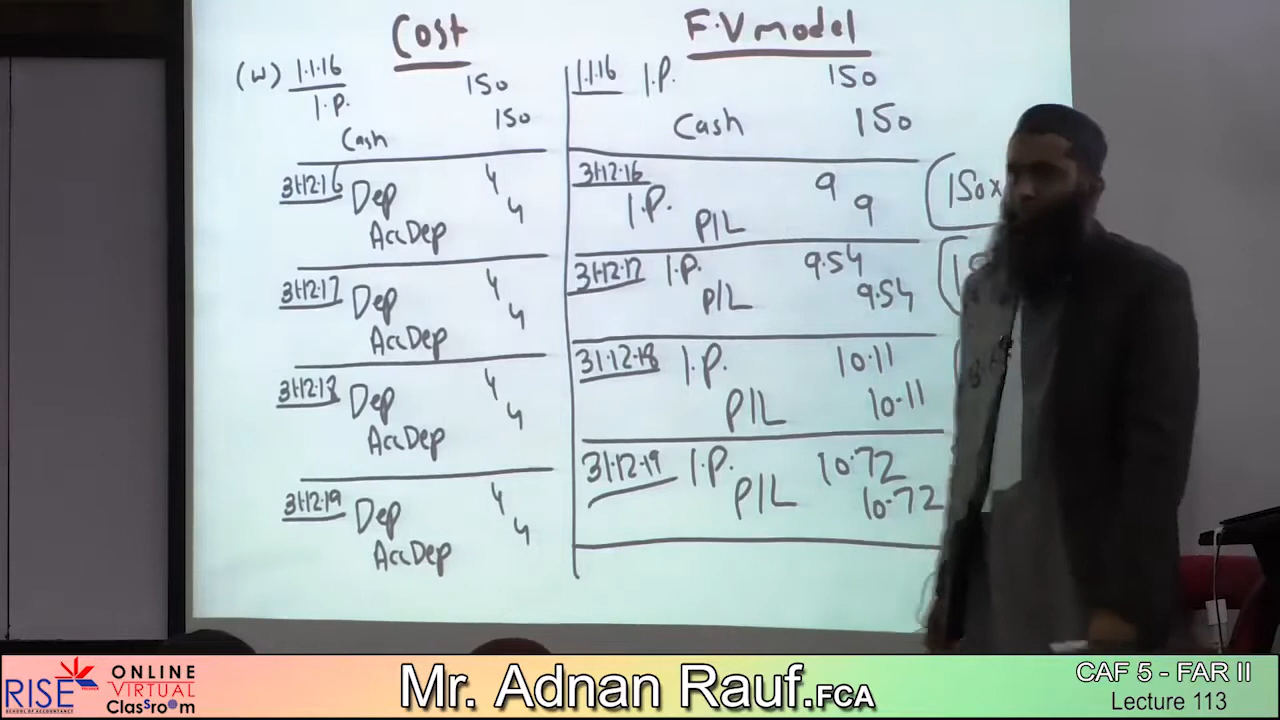 Cost
(W) 1.1.16 150
I.P. 150
Cash
31.12.16 Dep 4
Acc Dep 4
31.12.17 Dep 4
Acc Dep 4
31.12.18 Dep 4
Acc Dep 4
31.12.19 Dep 4
Acc Dep 4
F.V model
1.1.16 I.P. 150
Cash 150
31.12.16 9 (150x
I.P. 9
P/L
31.12.17 I.P. 9.54
P/L 9.54
31.12.18 I.P. 10.11
P/L 10.11
31.12.19 I.P. 10.72
P/L 10.72
RISE PREMIER
SCHOOL OF ACCOUNTANCY
ONLINE
VIRTUAL
Classroom
Mr. Adnan Rauf.FCA
CAF 5 - FAR II
Lecture 113